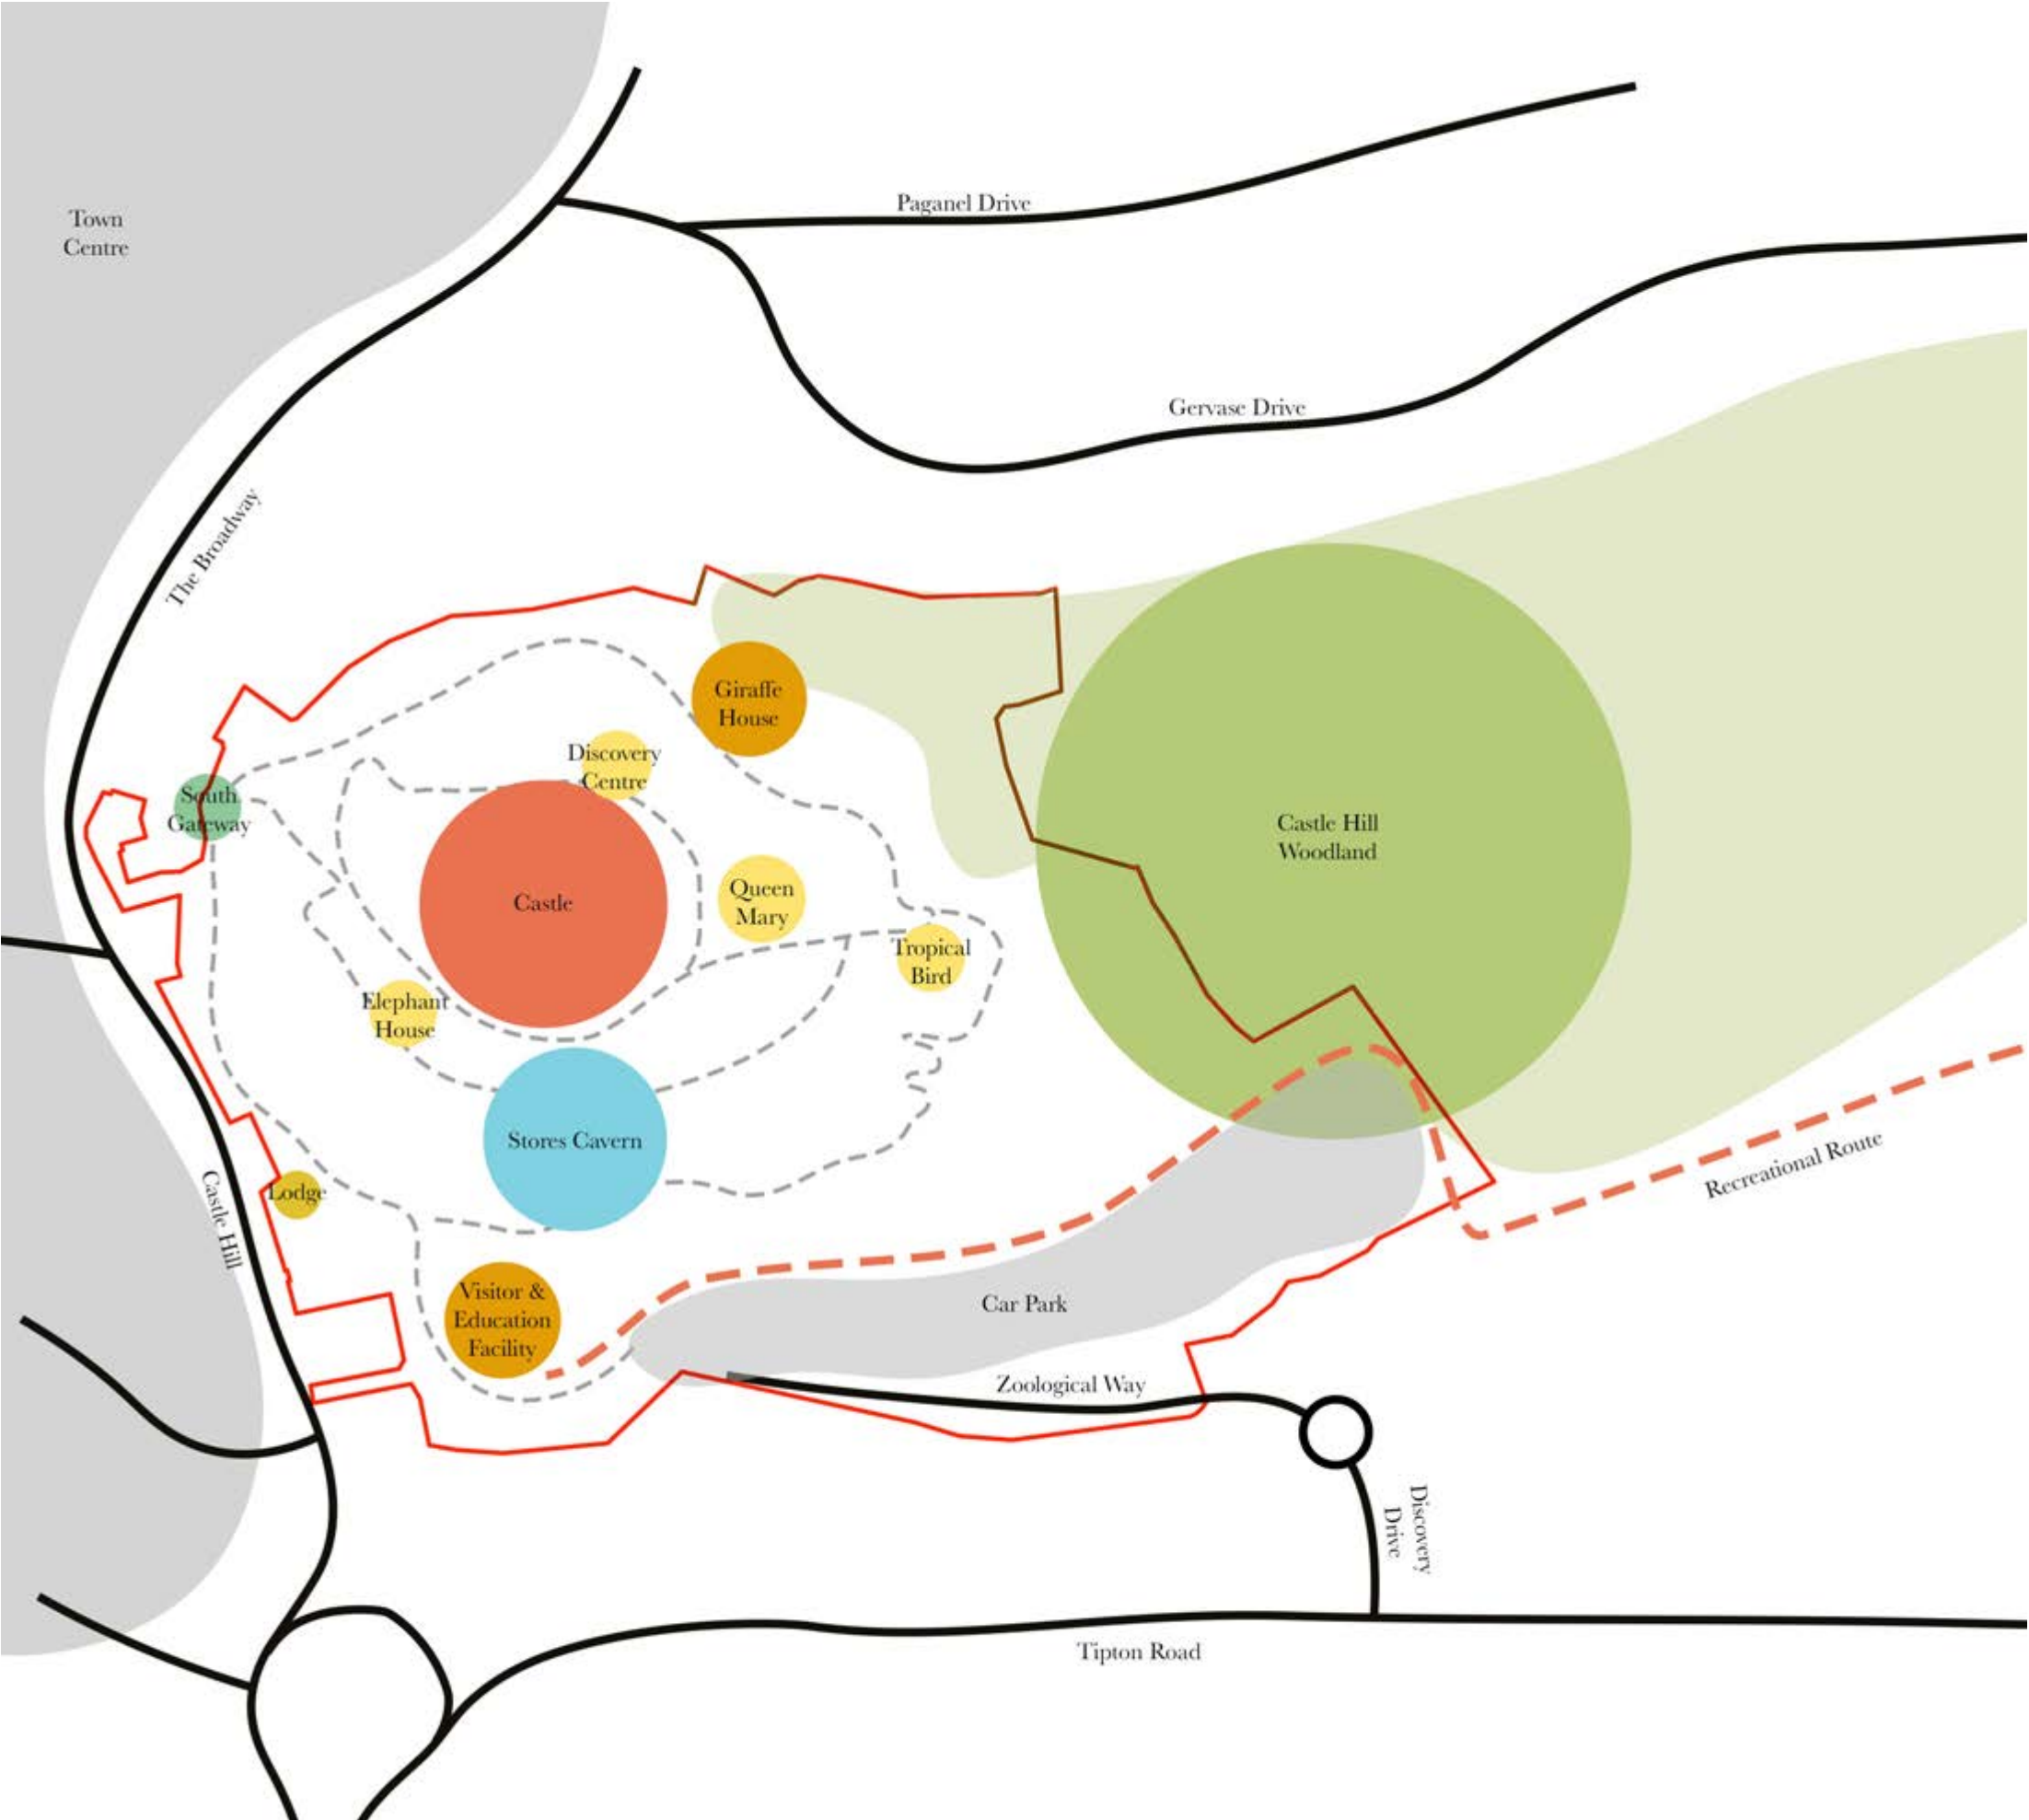 Paganel Drive
Town
Centre
Gervase Drive
The Broadway
Giraffe
House
Discovery
Centre
South
Gateway
Castle Hill
Woodland
Queen
Mary
Castle
Tropical
Bird
Elephant
House
Stores Cavern
Recreational Route
Lodge
Castle Hill
Visitor &
Education
Facility
Car Park
Zoological Way
Discovery
Drive
Tipton Road